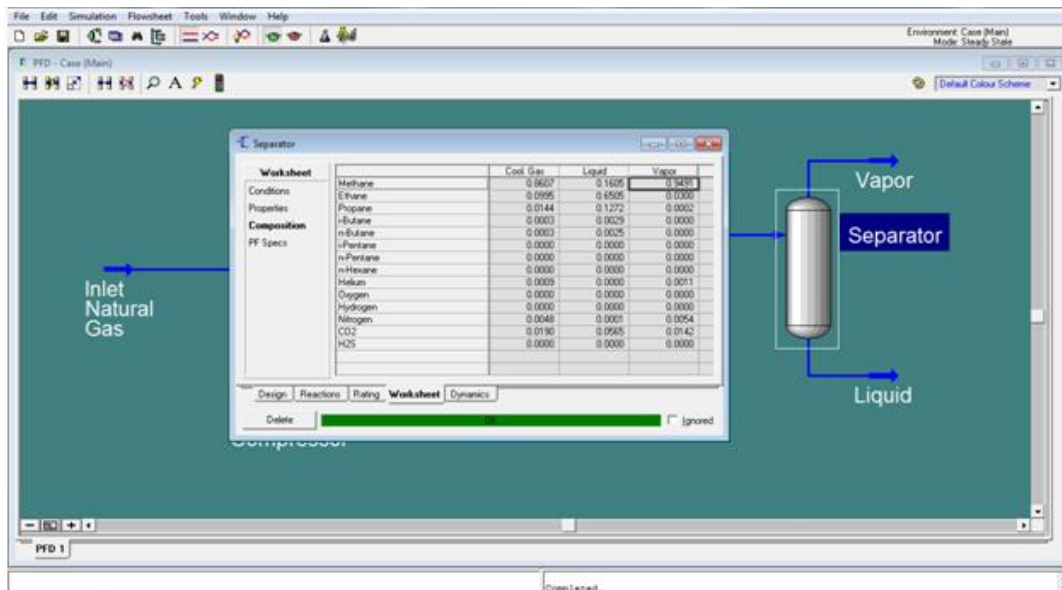 File Edit Simulation Flowsheet Tools Window Help
Environment: Case (Main)
Mode: Steady State
PFD - Case (Main)
A
Default Colour Scheme
Separator
Worksheet
Conditions
Properties
Composition
PF Specs
Cool Gas Liquid Vapor
Methane 0.8607 0.1605 0.9491
Ethane 0.0995 0.6505 0.0300
Propane 0.0144 0.1272 0.0002
i-Butane 0.0003 0.0029 0.0000
n-Butane 0.0003 0.0025 0.0000
i-Pentane 0.0000 0.0000 0.0000
n-Pentane 0.0000 0.0000 0.0000
n-Hexane 0.0000 0.0000 0.0000
Helium 0.0009 0.0000 0.0011
Oxygen 0.0000 0.0000 0.0000
Hydrogen 0.0000 0.0000 0.0000
Nitrogen 0.0048 0.0001 0.0054
CO2 0.0190 0.0565 0.0142
H2S 0.0000 0.0000 0.0000
Design Reactions Rating Worksheet Dynamics
Delete OK Ignored
Inlet
Natural
Gas
Compressor
Vapor
Separator
Liquid
PFD 1
Completed.